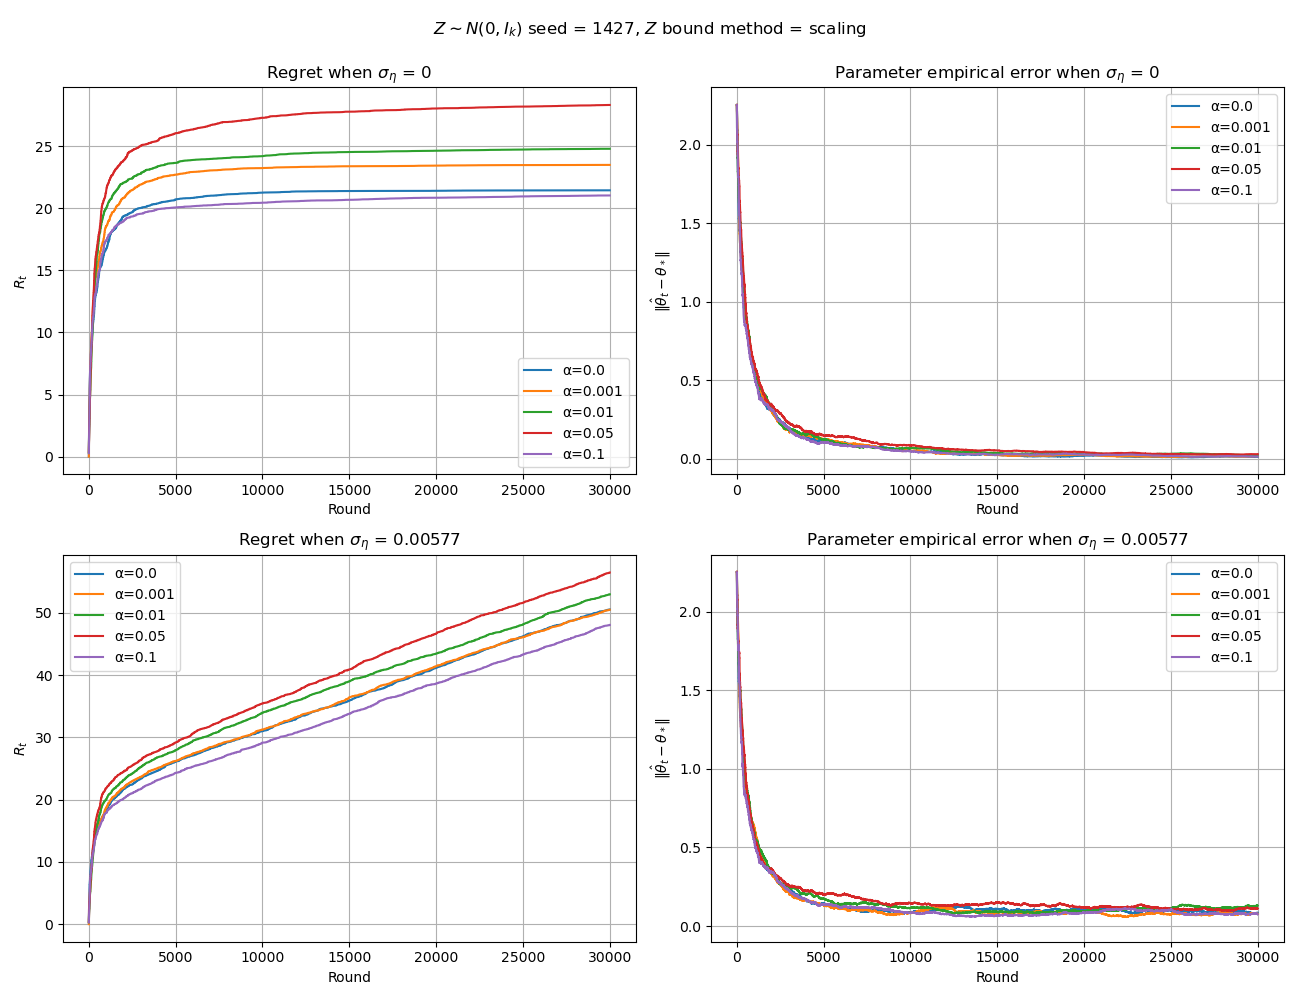 Z ~ N(0, I_k) seed = 1427, Z bound method = scaling
Regret when σ_η = 0
R_t
25
20
15
10
5
0
0 5000 10000 15000 20000 25000 30000
Round
α=0.0
α=0.001
α=0.01
α=0.05
α=0.1
Parameter empirical error when σ_η = 0
‖θ̂_t − θ_*‖
2.0
1.5
1.0
0.5
0.0
0 5000 10000 15000 20000 25000 30000
Round
α=0.0
α=0.001
α=0.01
α=0.05
α=0.1
Regret when σ_η = 0.00577
R_t
50
40
30
20
10
0
0 5000 10000 15000 20000 25000 30000
Round
α=0.0
α=0.001
α=0.01
α=0.05
α=0.1
Parameter empirical error when σ_η = 0.00577
‖θ̂_t − θ_*‖
2.0
1.5
1.0
0.5
0.0
0 5000 10000 15000 20000 25000 30000
Round
α=0.0
α=0.001
α=0.01
α=0.05
α=0.1